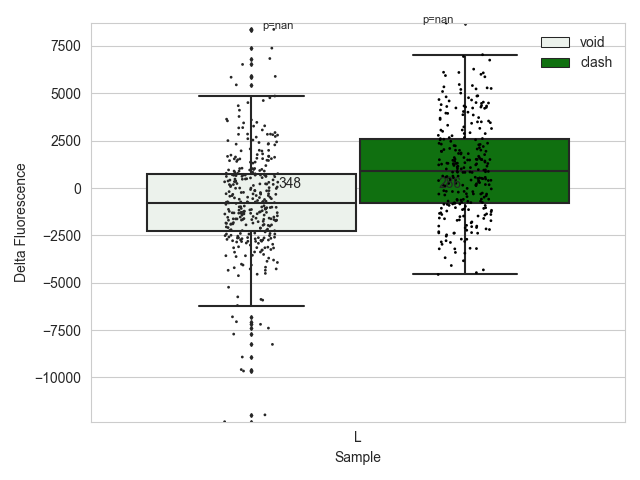 p=nan
p=nan
void
clash
7500
5000
2500
0
−2500
−5000
−7500
−10000
348
Delta Fluorescence
L
Sample